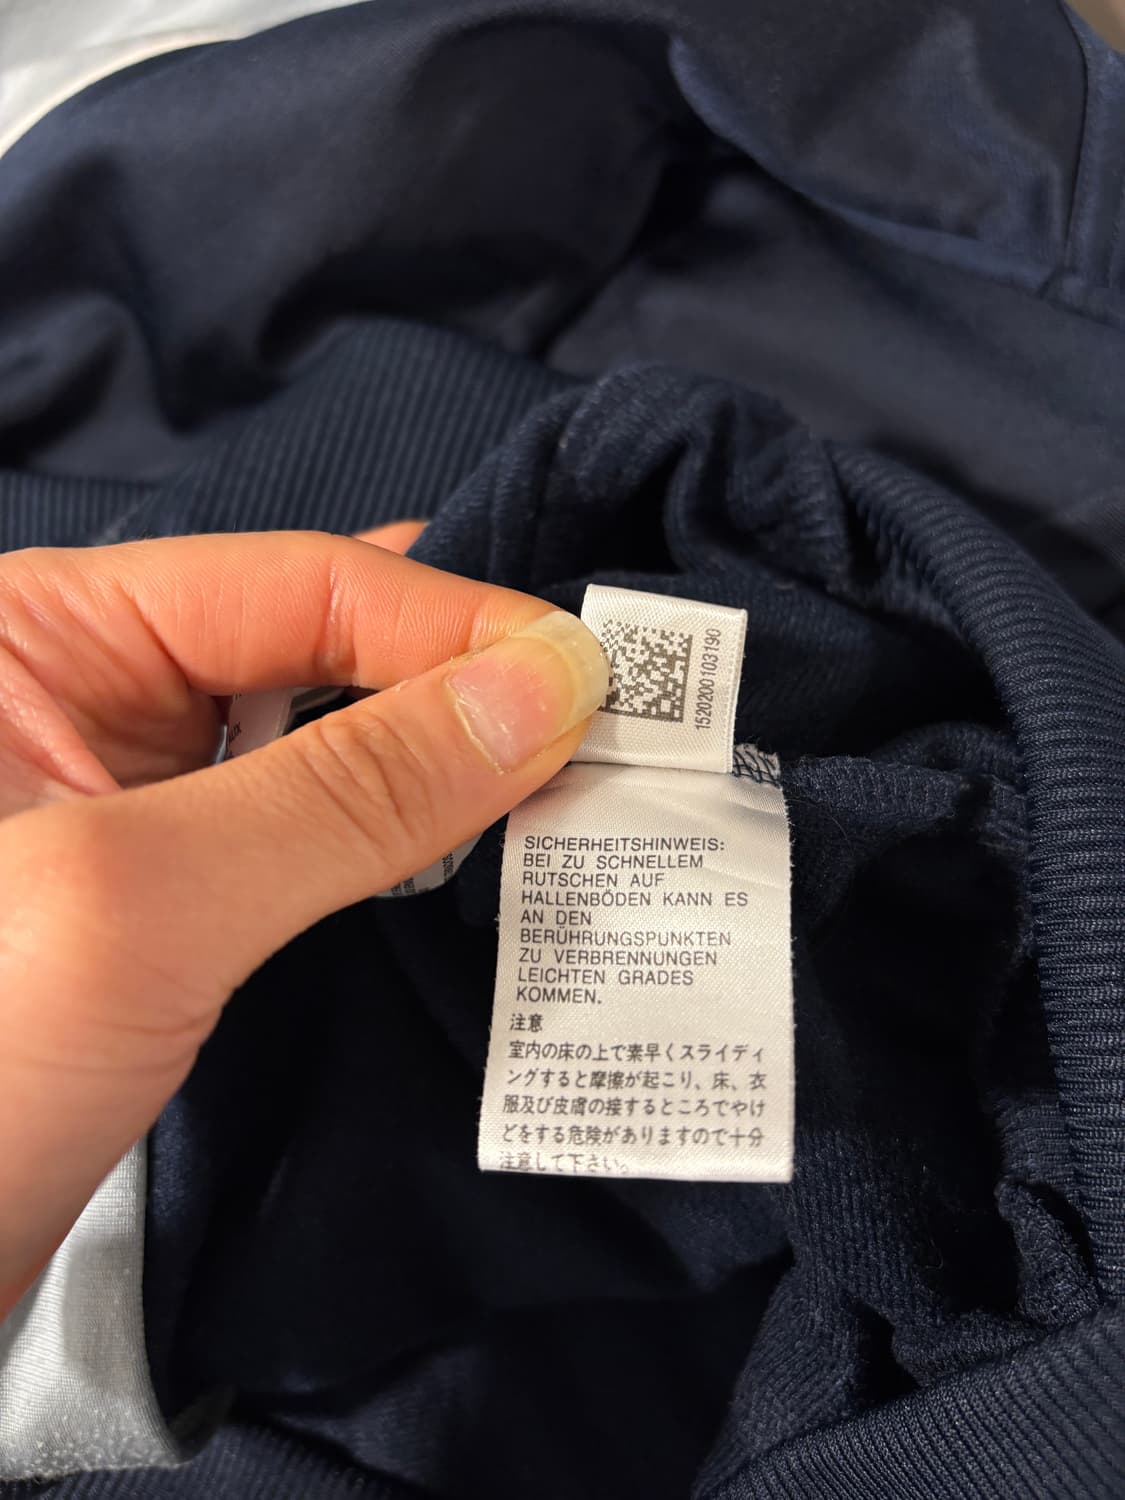 152020010319​0
SICHERHEITSHINWEIS:
BEI ZU SCHNELLEM
RUTSCHEN AUF
HALLENBÖDEN KANN ES
AN DEN
BERÜHRUNGSPUNKTEN
ZU VERBRENNUNGEN
LEICHTEN GRADES
KOMMEN.
注意
室内の床の上で素早くスライディ
ングすると摩擦が起こり、床、衣
服及び皮膚の接するところでやけ
どをする危険がありますので十分
注意して下さい。